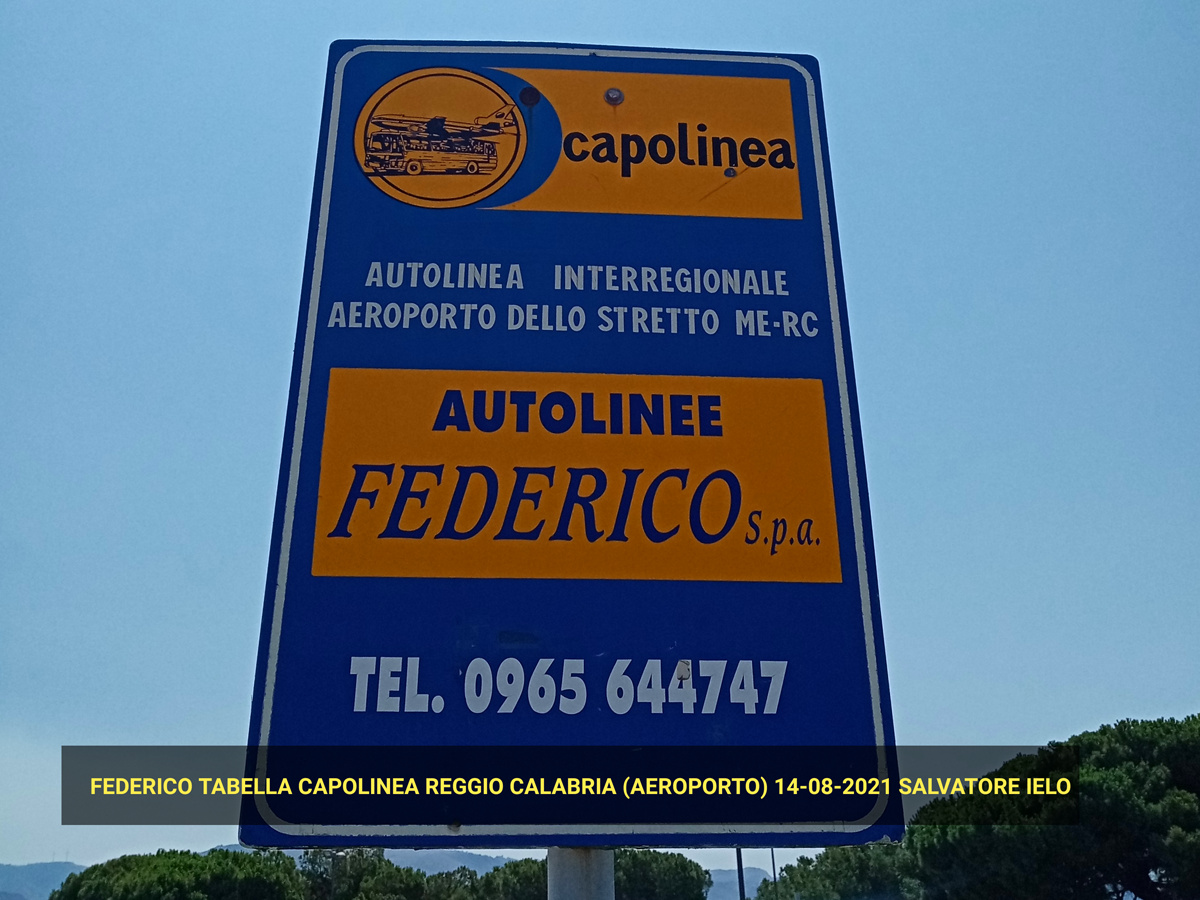 capolinea
AUTOLINEA INTERREGIONALE
AEROPORTO DELLO STRETTO ME-RC
AUTOLINEE
FEDERICO s.p.a.
TEL. 0965 644747
FEDERICO TABELLA CAPOLINEA REGGIO CALABRIA (AEROPORTO) 14-08-2021 SALVATORE IELO